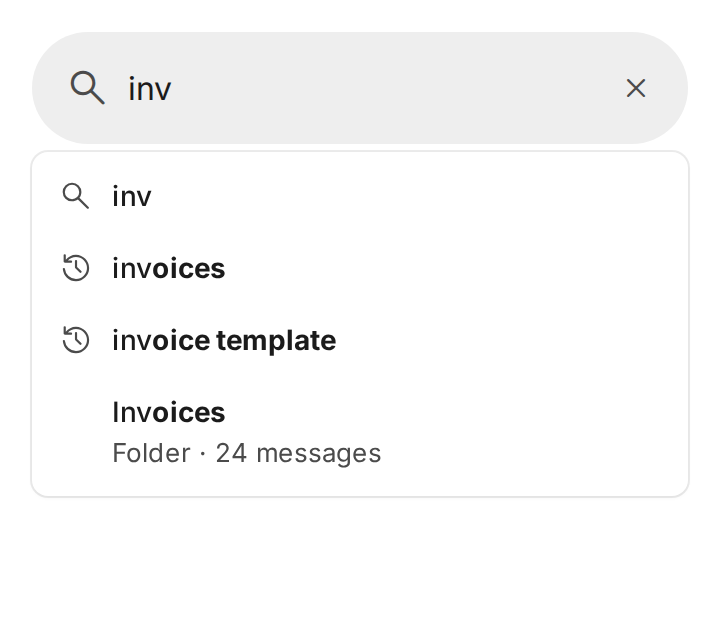 inv
inv
invoices
invoice template
Invoices
Folder · 24 messages